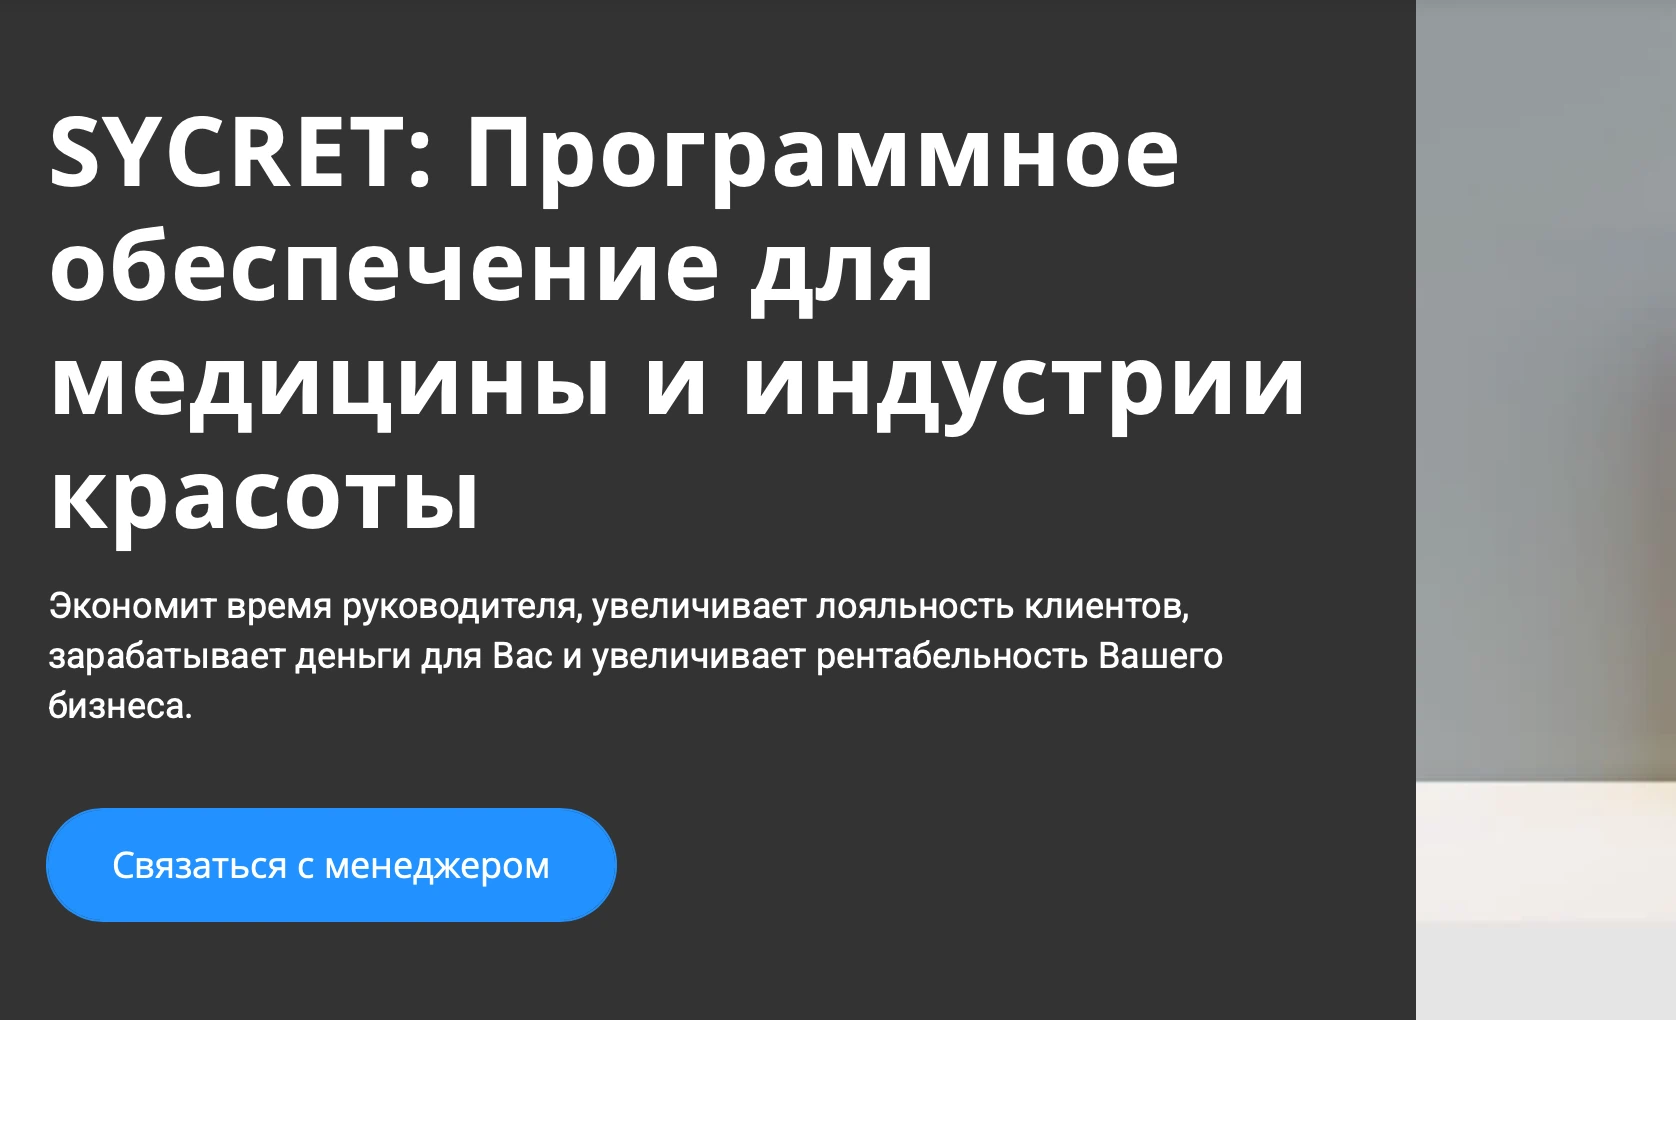 SYCRET: Программное
обеспечение для
медицины и индустрии
красоты
Экономит время руководителя, увеличивает лояльность клиентов,
зарабатывает деньги для Вас и увеличивает рентабельность Вашего
бизнеса.
Связаться с менеджером